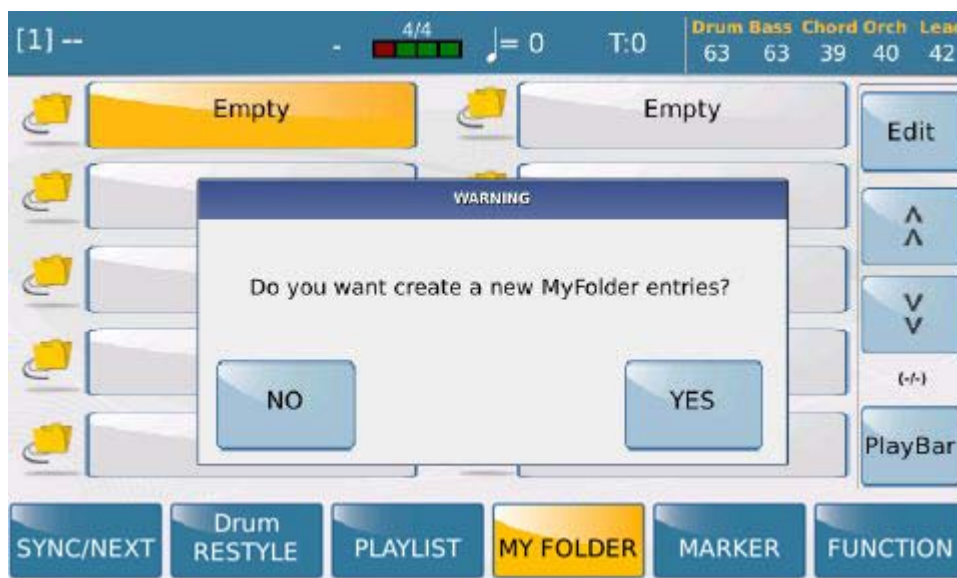 [1] --
-
4/4
♩= 0
T:0
Drum Bass Chord Orch Lead
63 63 39 40 42
Empty
Empty
Edit
WARNING
Do you want create a new MyFolder entries?
NO
YES
(-/-)
PlayBar
SYNC/NEXT
Drum
RESTYLE
PLAYLIST
MY FOLDER
MARKER
FUNCTION